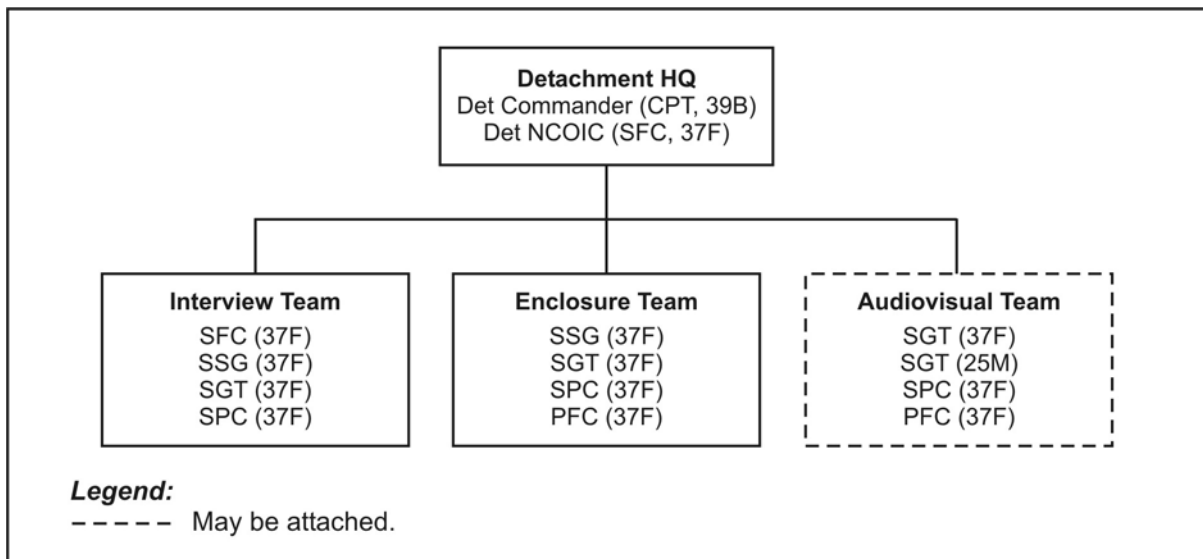 Detachment HQ
Det Commander (CPT, 39B)
Det NCOIC (SFC, 37F)
Interview Team
SFC (37F)
SSG (37F)
SGT (37F)
SPC (37F)
Enclosure Team
SSG (37F)
SGT (37F)
SPC (37F)
PFC (37F)
Audiovisual Team
SGT (37F)
SGT (25M)
SPC (37F)
PFC (37F)
Legend:
May be attached.